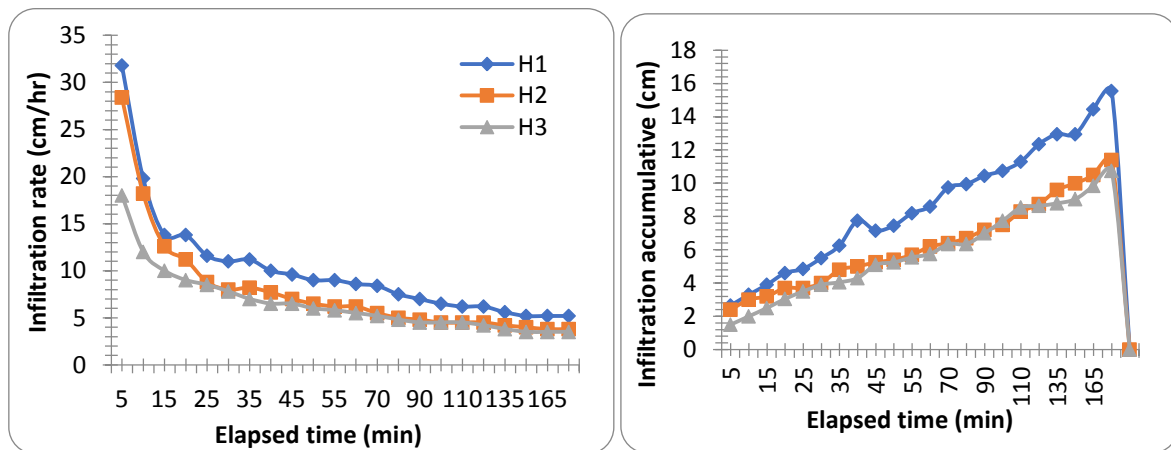 35
30
25
20
15
10
5
0
Infiltration rate (cm/hr)
H1
H2
H3
5 15 25 35 45 55 70 90 110 135 165
Elapsed time (min)
18
16
14
12
10
8
6
4
2
0
Infiltration accumulative (cm)
5 15 25 35 45 55 70 90 110 135 165
Elapsed time (min)